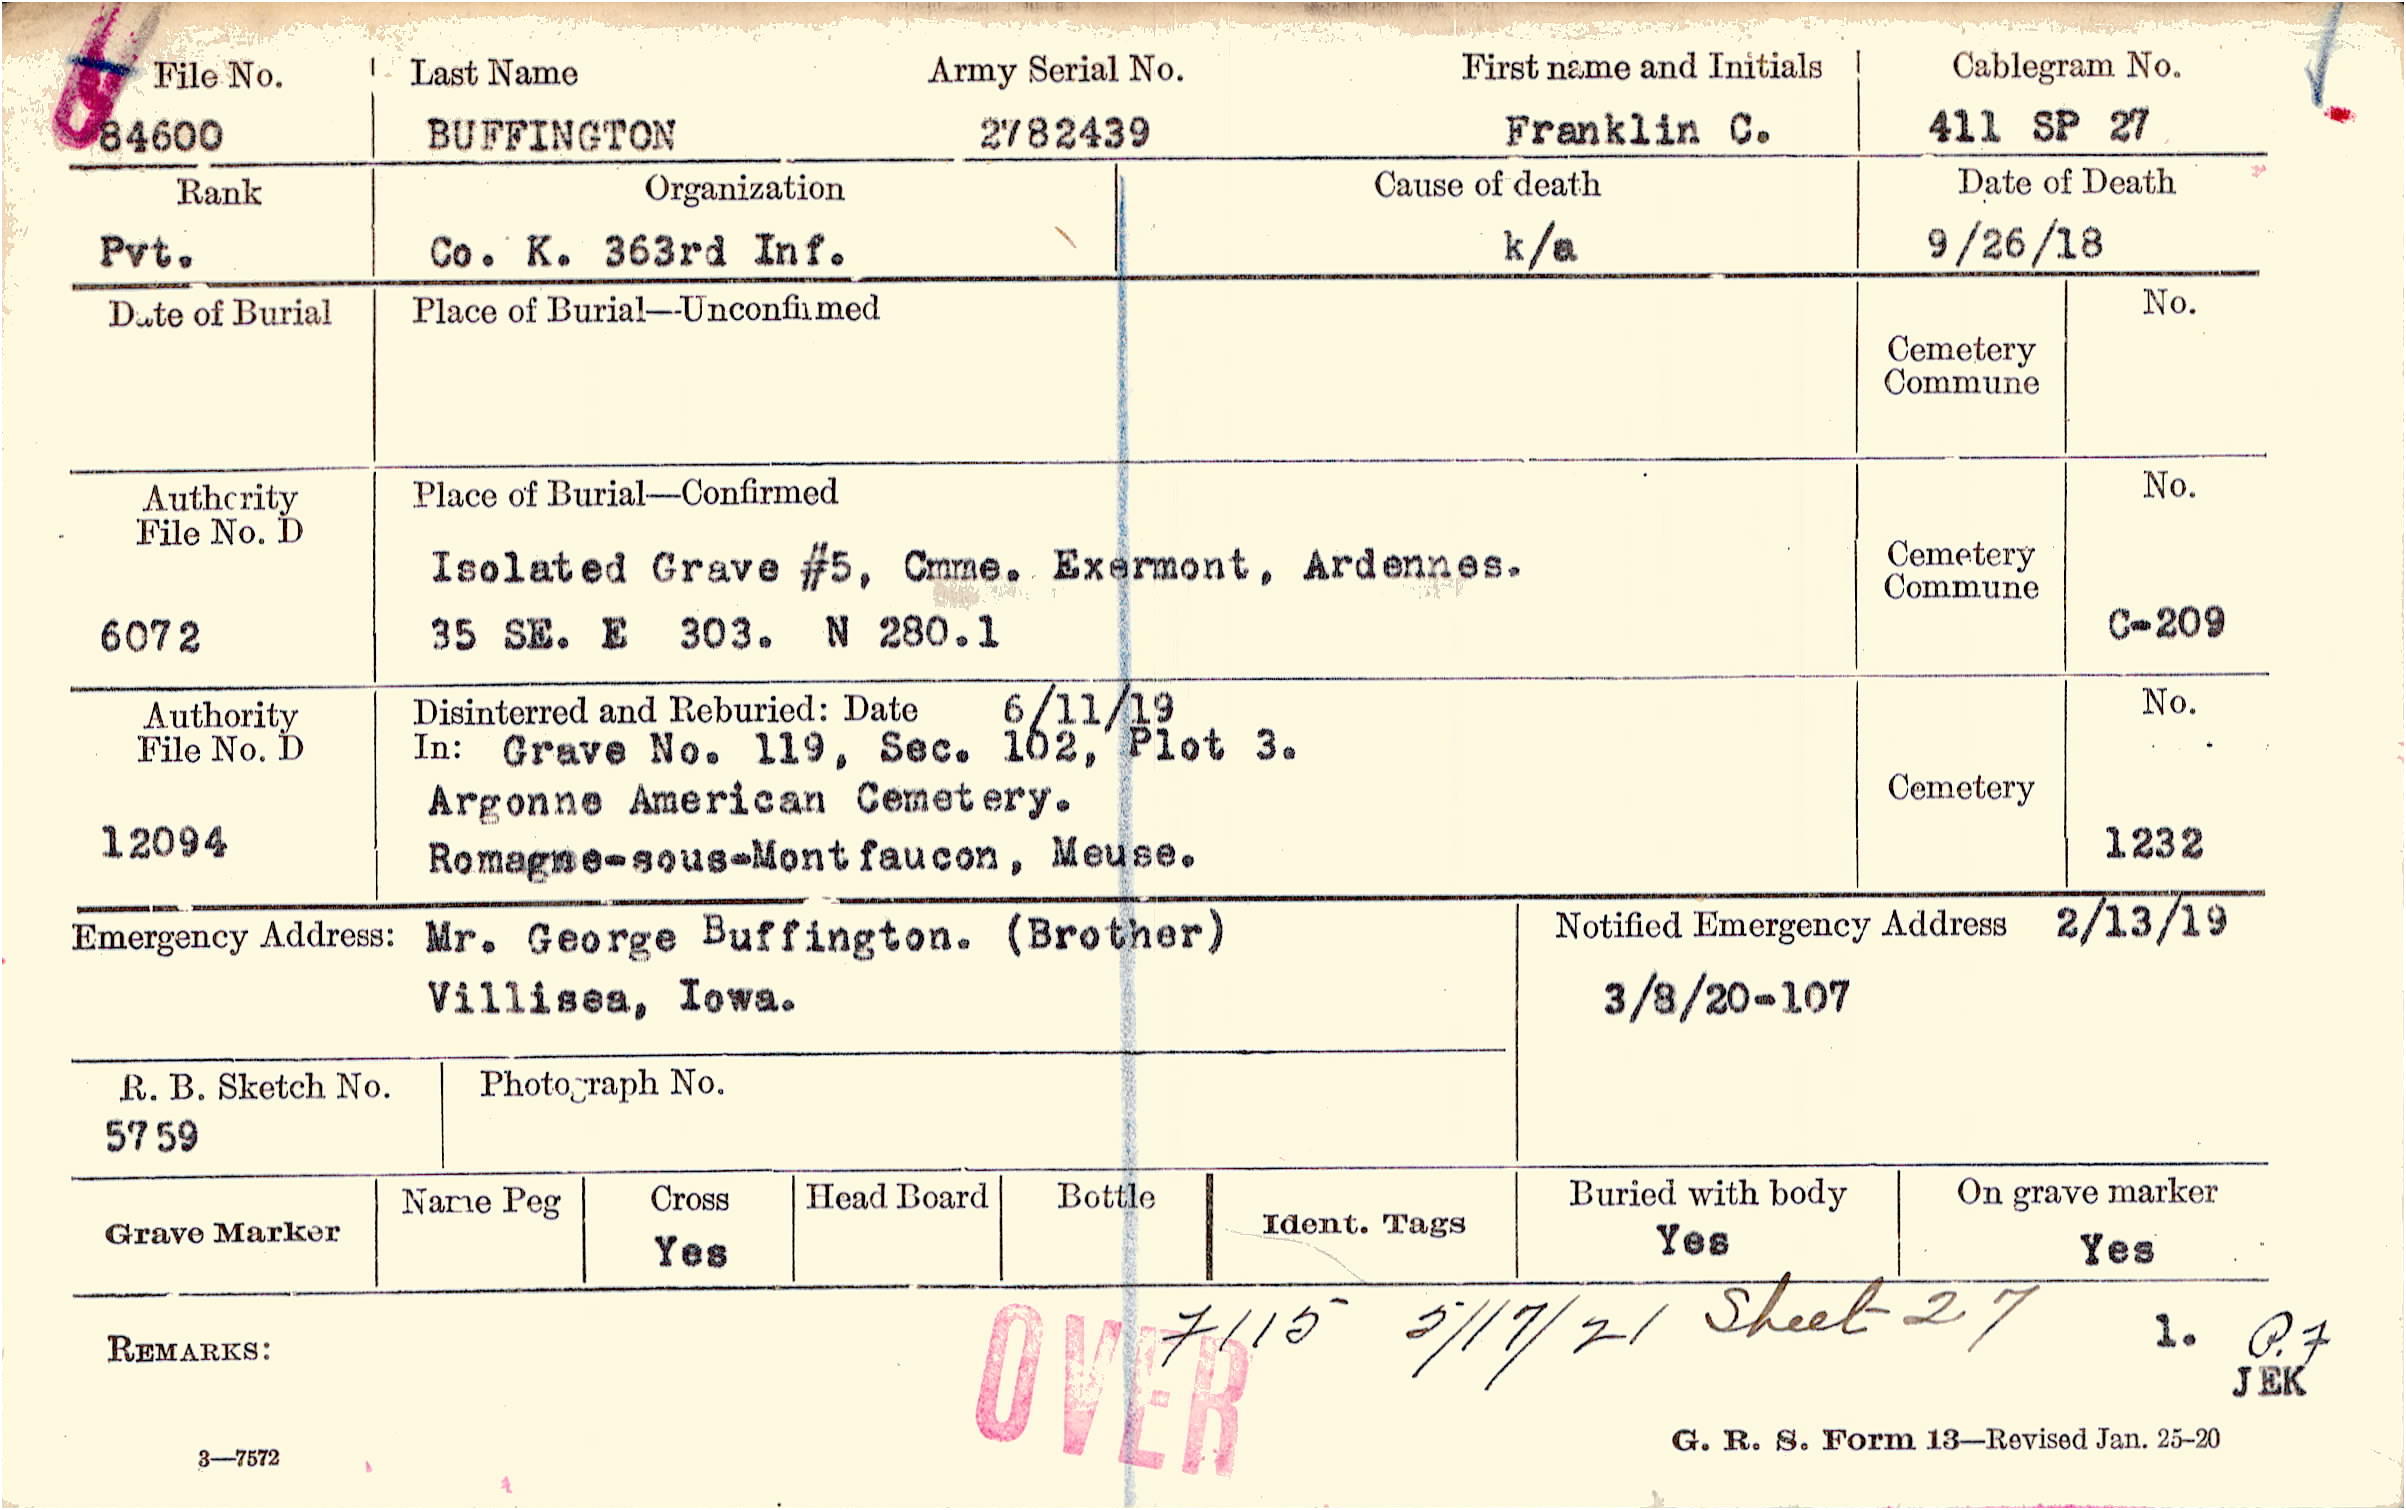 File No. Last Name Army Serial No. First name and Initials Cablegram No.
84600 BUFFINGTON 2782439 Franklin C. 411 SP 27
Rank Organization Cause of death Date of Death
Pvt. Co. K. 363rd Inf. k/a 9/26/18
Date of Burial Place of Burial—Unconfirmed No.
Cemetery
Commune
Authority Place of Burial—Confirmed No.
File No. D
Isolated Grave #5, Cmme. Exermont, Ardennes. Cemetery
Commune
6072 35 SE. E 303. N 280.1 C-209
Authority Disinterred and Reburied: Date 6/11/19 No.
File No. D In: Grave No. 119, Sec. 102, Plot 3.
Argonne American Cemetery. Cemetery
12094 Romagne-sous-Montfaucon, Meuse. 1232
Emergency Address: Mr. George Buffington. (Brother) Notified Emergency Address 2/13/19
Villisea, Iowa. 3/8/20-107
R. B. Sketch No. Photograph No.
5759
Grave Marker Name Peg Cross Head Board Bottle Ident. Tags Buried with body On grave marker
Yes Yes Yes
REMARKS: OVER 7115 5/17/21 Sheet 27 1. P.7
JEK
3—7572 G. R. S. Form 13—Revised Jan. 25-20